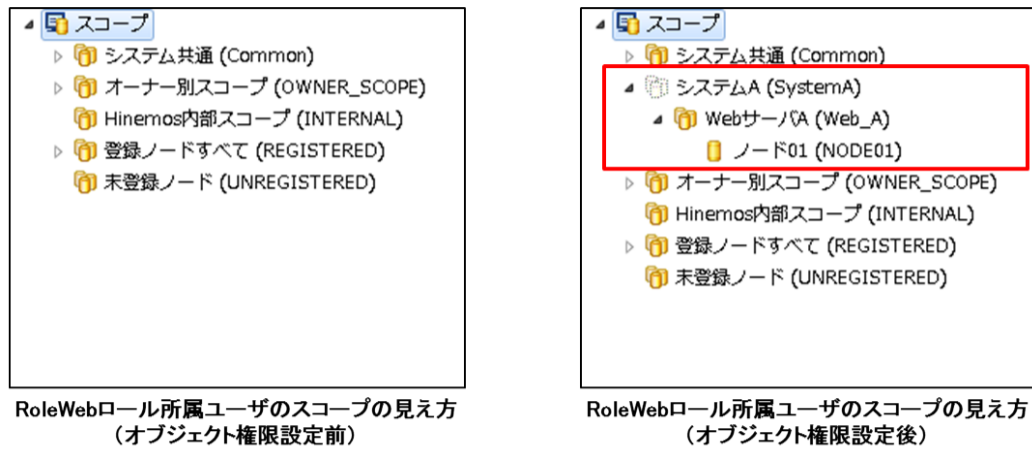 スコープ
システム共通 (Common)
オーナー別スコープ (OWNER_SCOPE)
Hinemos内部スコープ (INTERNAL)
登録ノードすべて (REGISTERED)
未登録ノード (UNREGISTERED)
RoleWebロール所属ユーザのスコープの見え方
（オブジェクト権限設定前）
スコープ
システム共通 (Common)
システムA (SystemA)
WebサーバA (Web_A)
ノード01 (NODE01)
オーナー別スコープ (OWNER_SCOPE)
Hinemos内部スコープ (INTERNAL)
登録ノードすべて (REGISTERED)
未登録ノード (UNREGISTERED)
RoleWebロール所属ユーザのスコープの見え方
（オブジェクト権限設定後）